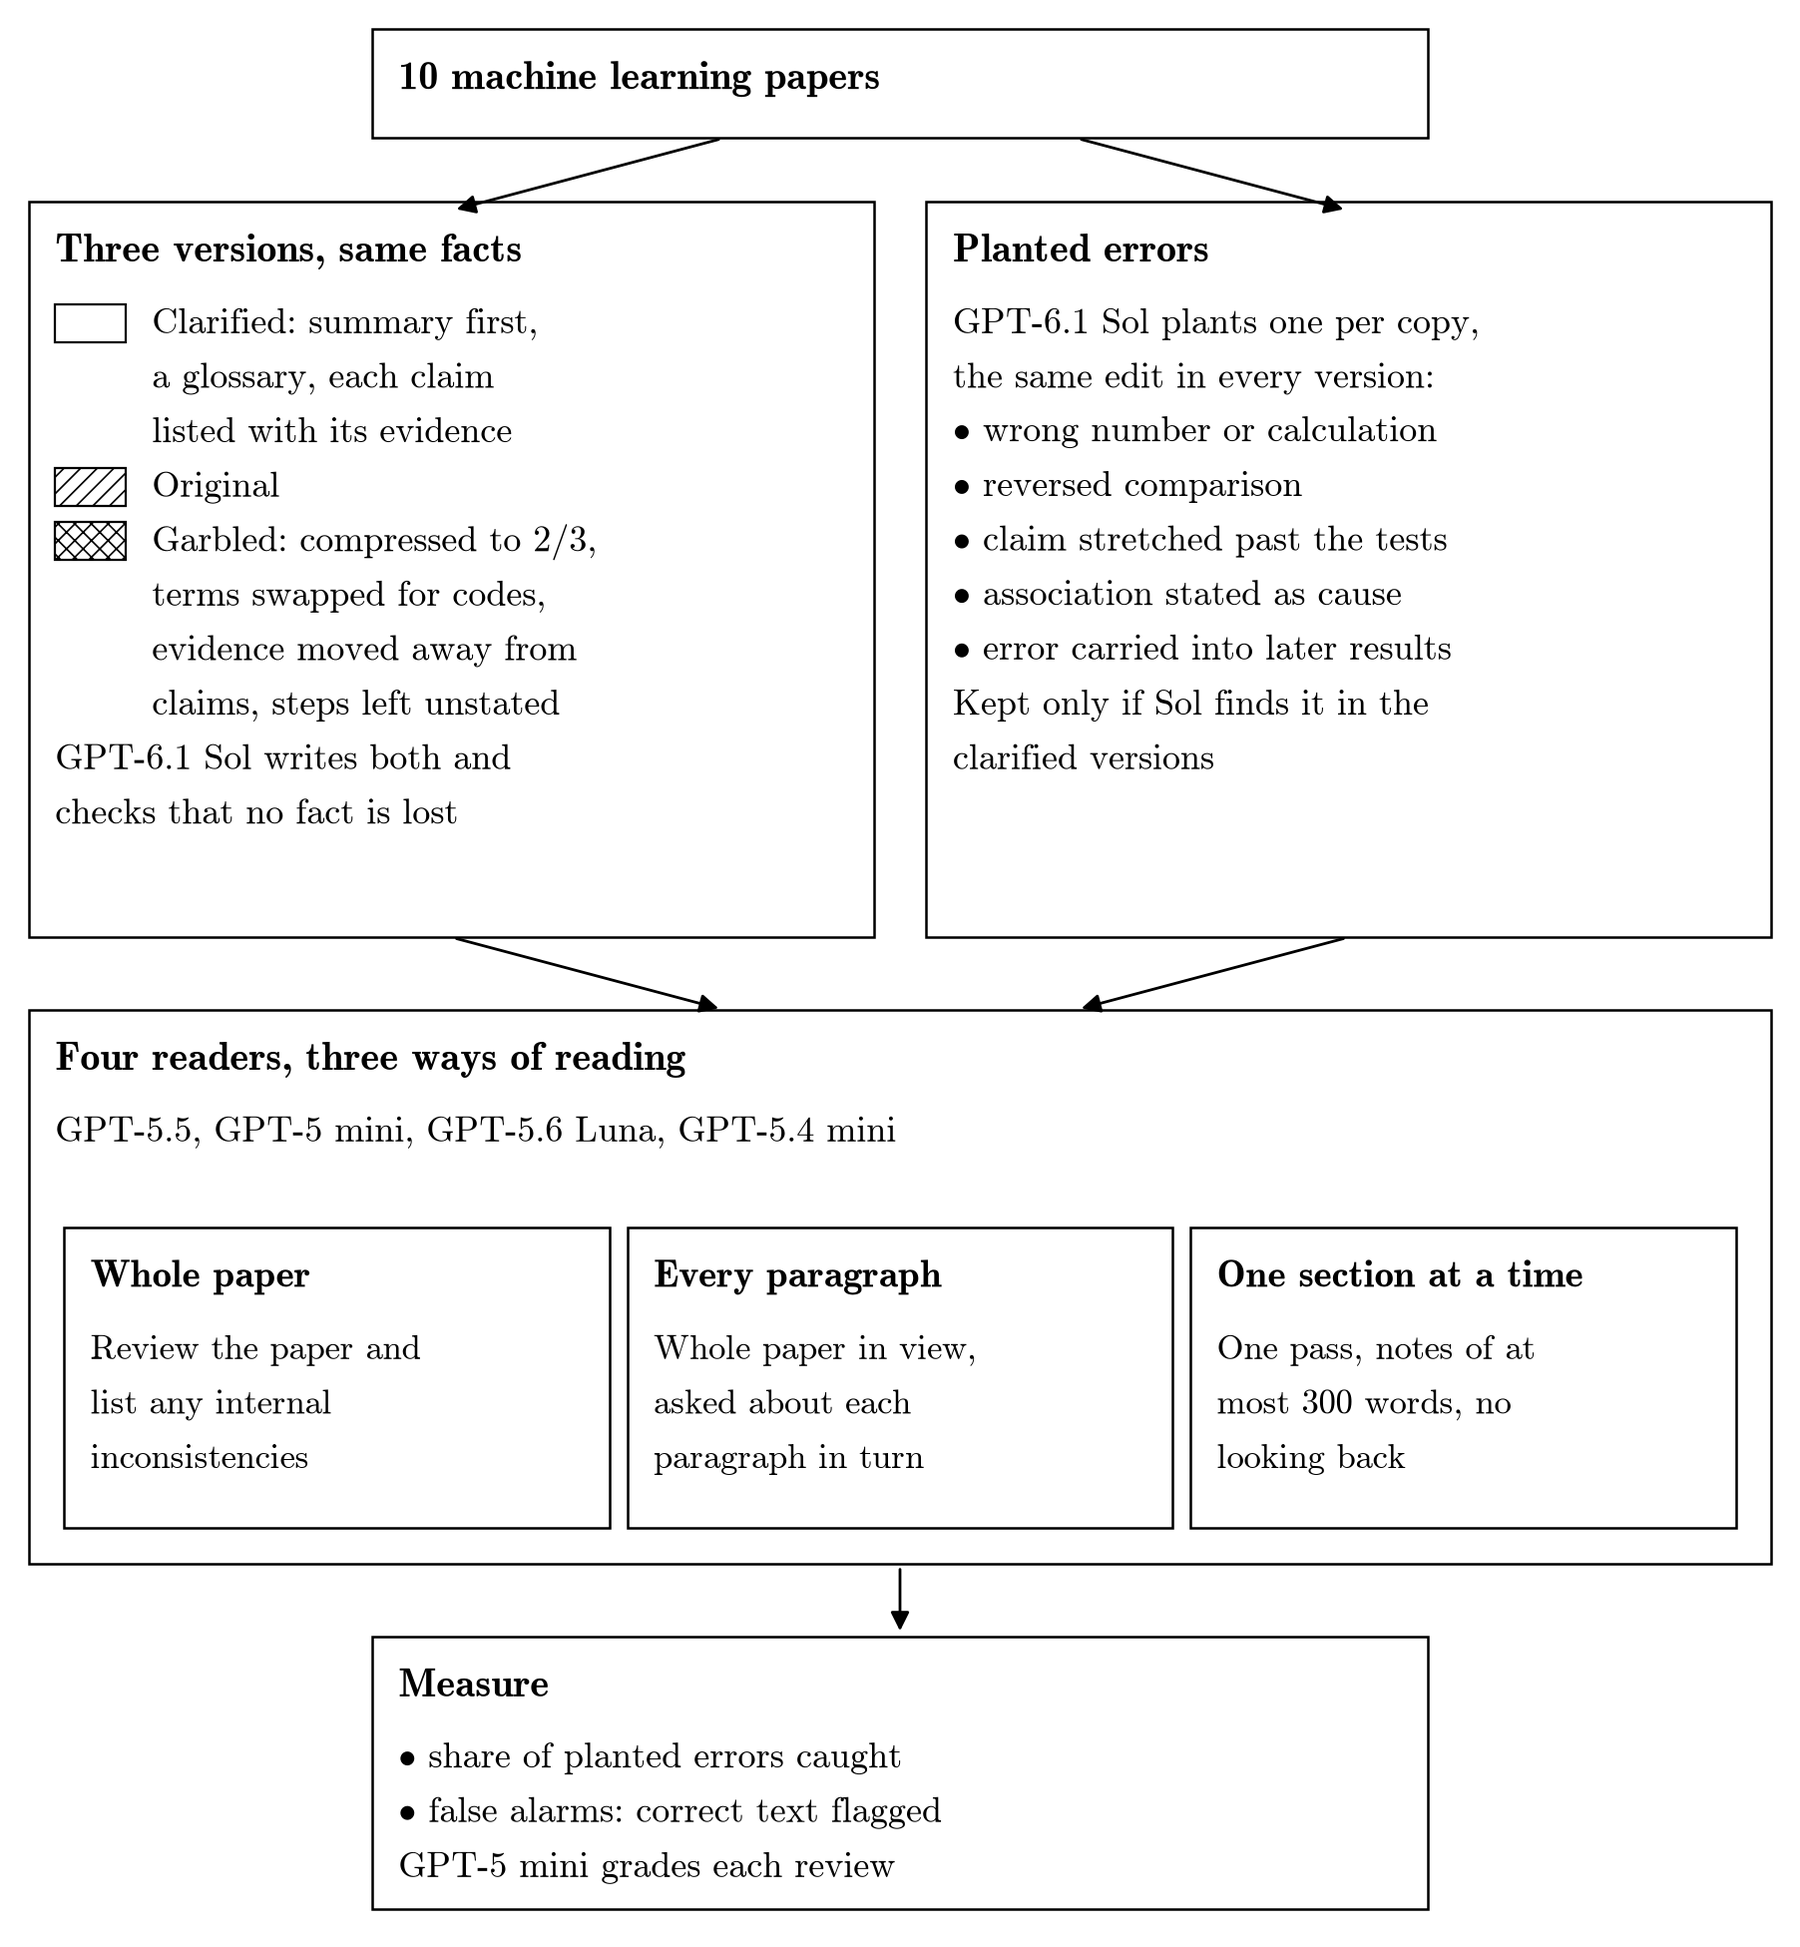 10 machine learning papers
Three versions, same facts
Clarified: summary first,
a glossary, each claim
listed with its evidence
Original
Garbled: compressed to 2/3,
terms swapped for codes,
evidence moved away from
claims, steps left unstated
GPT-6.1 Sol writes both and
checks that no fact is lost
Planted errors
GPT-6.1 Sol plants one per copy,
the same edit in every version:
• wrong number or calculation
• reversed comparison
• claim stretched past the tests
• association stated as cause
• error carried into later results
Kept only if Sol finds it in the
clarified versions
Four readers, three ways of reading
GPT-5.5, GPT-5 mini, GPT-5.6 Luna, GPT-5.4 mini
Whole paper
Review the paper and
list any internal
inconsistencies
Every paragraph
Whole paper in view,
asked about each
paragraph in turn
One section at a time
One pass, notes of at
most 300 words, no
looking back
Measure
• share of planted errors caught
• false alarms: correct text flagged
GPT-5 mini grades each review